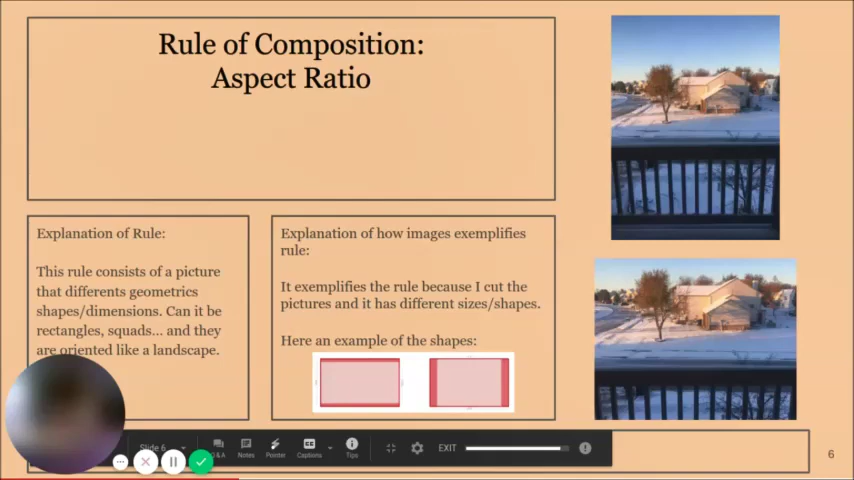 Rule of Composition:
Aspect Ratio
Explanation of Rule:
This rule consists of a picture
that differents geometrics
shapes/dimensions. Can it be
rectangles, squads... and they
are oriented like a landscape.
Explanation of how images exemplifies
rule:
It exemplifies the rule because I cut the
pictures and it has different sizes/shapes.
Here an example of the shapes:
Slide 6
Q&A
Notes
Pointer
Captions
Tips
EXIT
6